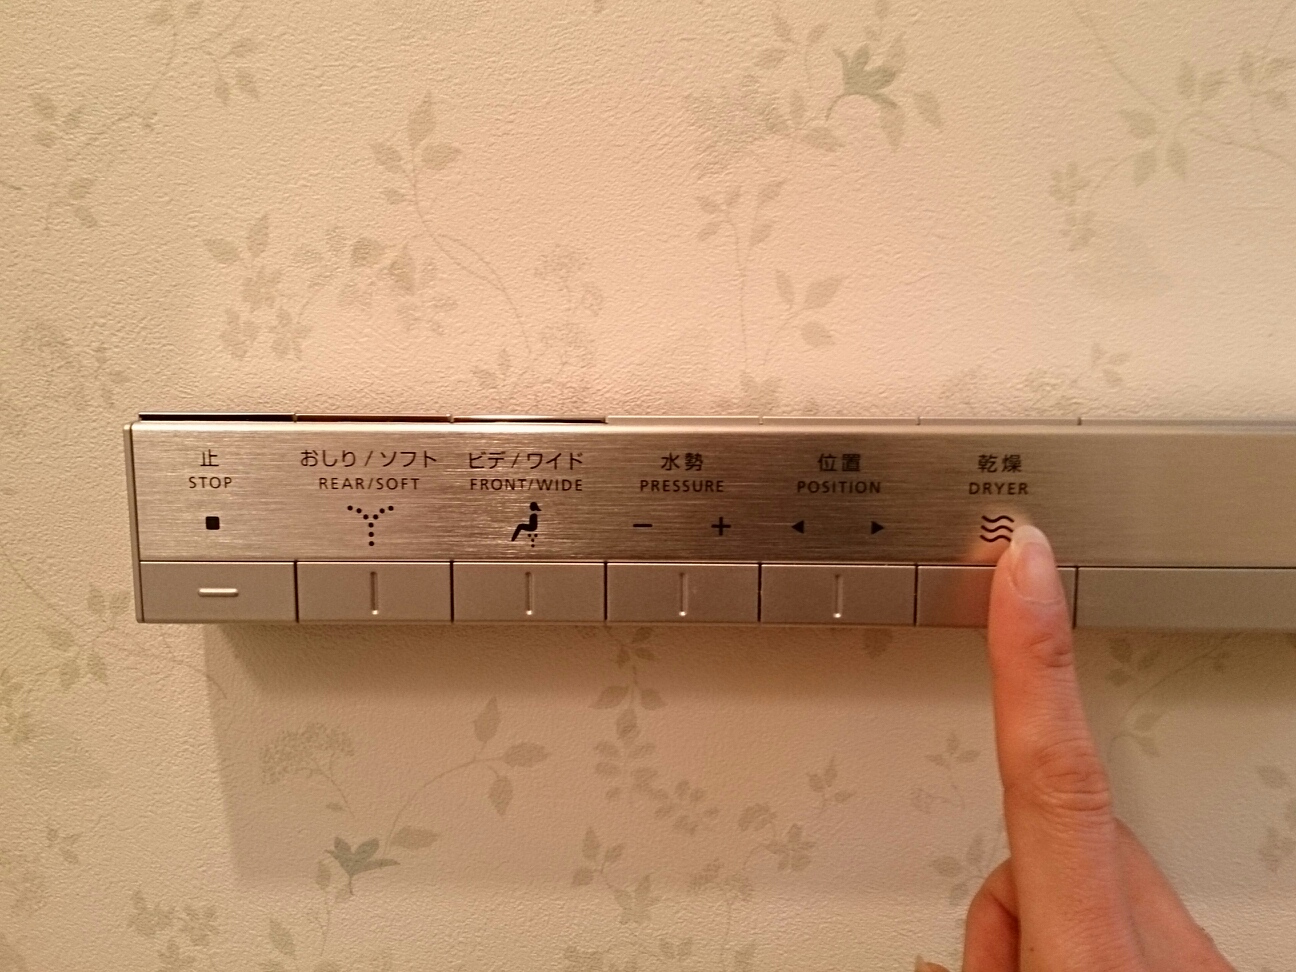 止
STOP
おしり/ソフト
REAR/SOFT
ビデ/ワイド
FRONT/WIDE
水勢
PRESSURE
− +
位置
POSITION
乾燥
DRYER